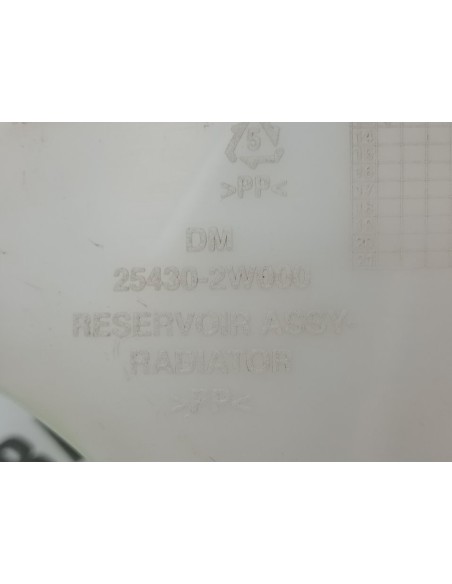 5
>PP<
DM
25430-2W000
RESERVOIR ASSY-
RADIATOR
>PP<